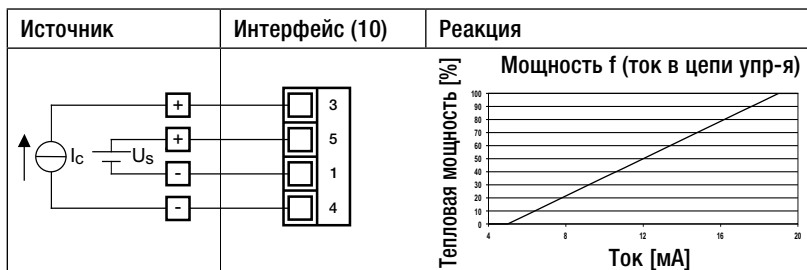 Источник
Интерфейс (10)
Реакция
Мощность f (ток в цепи упр-я)
Тепловая мощность [%]
100
90
80
70
60
50
40
30
20
10
0
4 8 12 16 20
Ток [мА]
Ic
Us
+ 3
+ 5
- 1
- 4